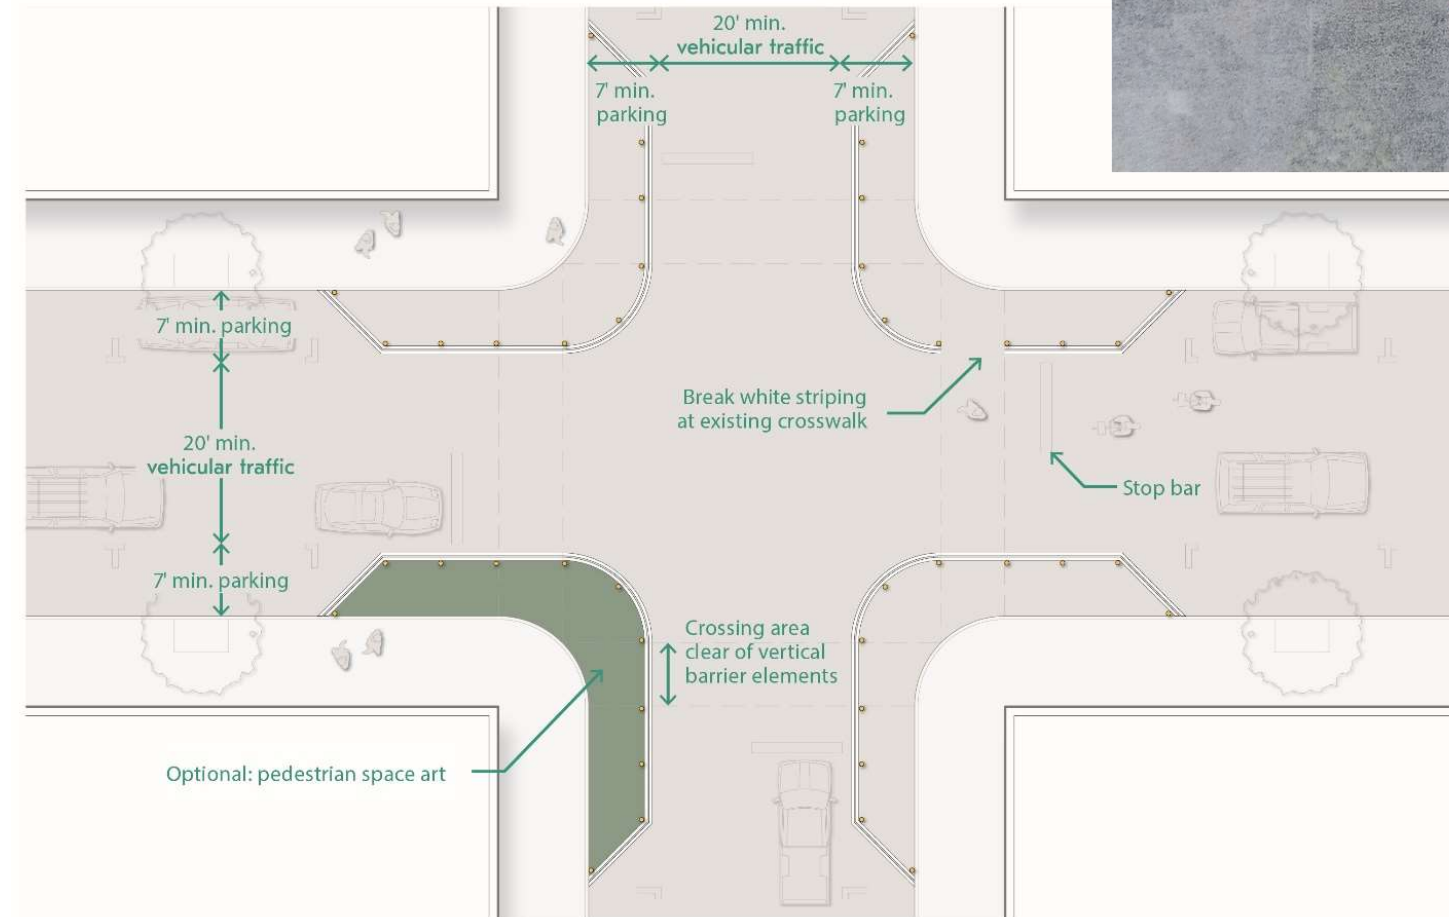 20' min.
vehicular traffic
7' min.
parking
7' min.
parking
7' min. parking
20' min.
vehicular traffic
7' min. parking
Break white striping
at existing crosswalk
Stop bar
Crossing area
clear of vertical
barrier elements
Optional: pedestrian space art